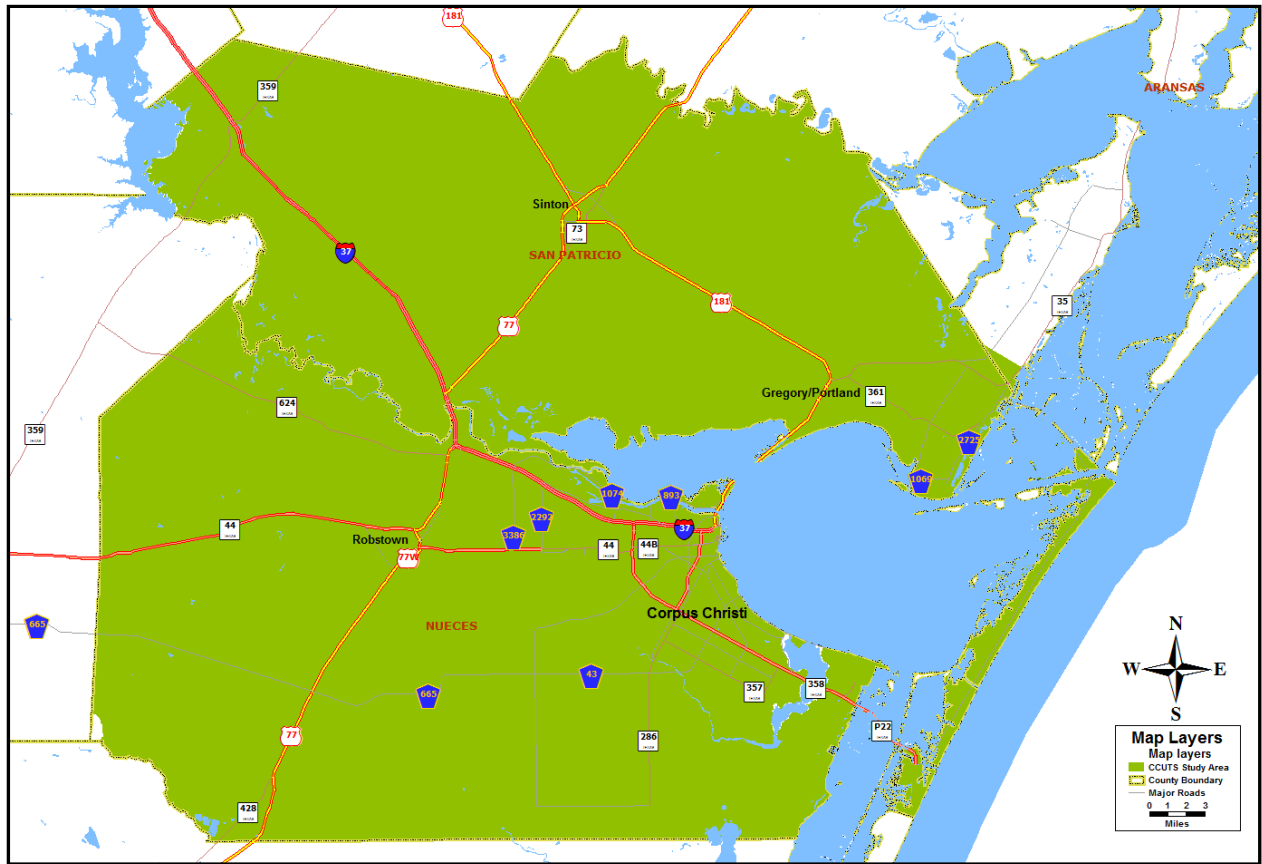 181
359
ARANSAS
Sinton
73
SAN PATRICIO
37
181
35
77
Gregory/Portland
361
624
359
2725
1069
1074
893
2292
44
37
Robstown
3386
44
44B
77W
Corpus Christi
665
NUECES
43
665
357
358
P22
286
77
428
N
W E
S
Map Layers
Map layers
CCUTS Study Area
County Boundary
Major Roads
0 1 2 3
Miles